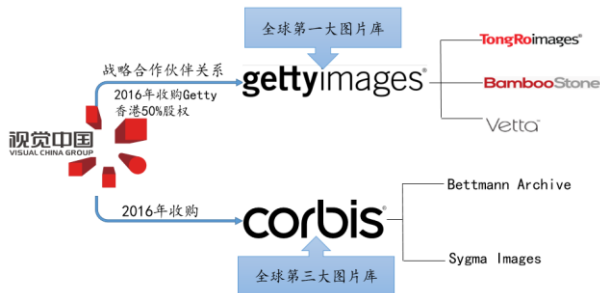 全球第一大图片库
TongRoimages®
战略合作伙伴关系
gettyimages®
BambooStone
2016年收购Getty
香港50%股权
Vetta™
视觉中国
VISUAL CHINA GROUP
Bettmann Archive
2016年收购
corbis®
Sygma Images
全球第三大图片库